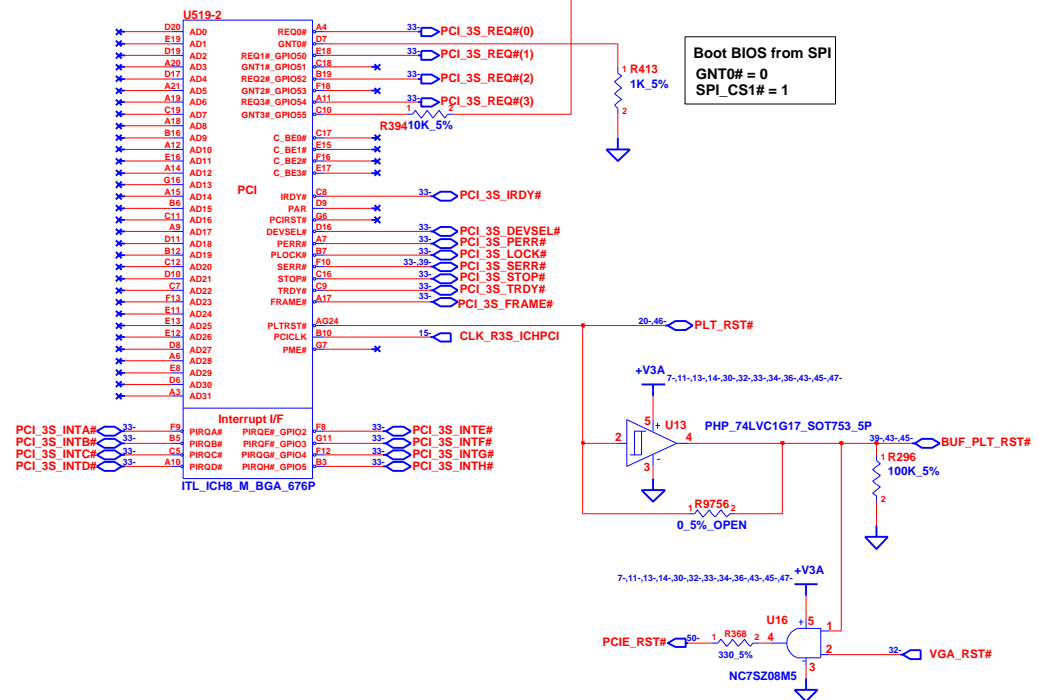 U519-2
D20 AD0 REQ0# A4 33- PCI_3S_REQ#(0)
E19 AD1 GNT0# D7
D19 AD2 REQ1#_GPIO50 E18 33- PCI_3S_REQ#(1)
A20 AD3 GNT1#_GPIO51 C18
D17 AD4 REQ2#_GPIO52 B19 33- PCI_3S_REQ#(2)
A21 AD5 GNT2#_GPIO53 F18
A19 AD6 REQ3#_GPIO54 A11 33- PCI_3S_REQ#(3)
C19 AD7 GNT3#_GPIO55 C10 1 2
R394 10K_5%
A18 AD8
B16 AD9 C_BE0# C17
A12 AD10 C_BE1# E15
E16 AD11 C_BE2# F16
A14 AD12 C_BE3# E17
G16 AD13
PCI
A15 AD14 IRDY# C8 33- PCI_3S_IRDY#
B6 AD15 PAR D9
C11 AD16 PCIRST# G6
A9 AD17 DEVSEL# D16 33- PCI_3S_DEVSEL#
D11 AD18 PERR# A7 33- PCI_3S_PERR#
B12 AD19 PLOCK# B7 33- PCI_3S_LOCK#
C12 AD20 SERR# F10 33-,39- PCI_3S_SERR#
D10 AD21 STOP# C16 33- PCI_3S_STOP#
C7 AD22 TRDY# C9 33- PCI_3S_TRDY#
F13 AD23 FRAME# A17 33- PCI_3S_FRAME#
E11 AD24
E13 AD25 PLTRST# AG24 20-,46- PLT_RST#
E12 AD26 PCICLK B10 15- CLK_R3S_ICHPCI
D8 AD27 PME# G7
A6 AD28
E8 AD29
D6 AD30
A3 AD31
Interrupt I/F
PCI_3S_INTA# 33- F9 PIRQA# PIRQE#_GPIO2 F8 33- PCI_3S_INTE#
PCI_3S_INTB# 33- B5 PIRQB# PIRQF#_GPIO3 G11 33- PCI_3S_INTF#
PCI_3S_INTC# 33- C5 PIRQC# PIRQG#_GPIO4 F12 33- PCI_3S_INTG#
PCI_3S_INTD# 33- A10 PIRQD# PIRQH#_GPIO5 B3 33- PCI_3S_INTH#
ITL_ICH8_M_BGA_676P
1 R413
1K_5%
2
Boot BIOS from SPI
GNT0# = 0
SPI_CS1# = 1
+V3A
7-,11-,13-,14-,30-,32-,33-,34-,36-,43-,45-,47-
5 + U13
PHP_74LVC1G17_SOT753_5P
2 4
- 3
39-,43-,45- BUF_PLT_RST#
1 R296
100K_5%
2
R9756
1 2
0_5%_OPEN
+V3A
7-,11-,13-,14-,30-,32-,33-,34-,36-,43-,45-,47-
U16 + 5
1
PCIE_RST# 50- 1 R368 2 4
330_5%
2 32- VGA_RST#
- 3
NC7SZ08M5